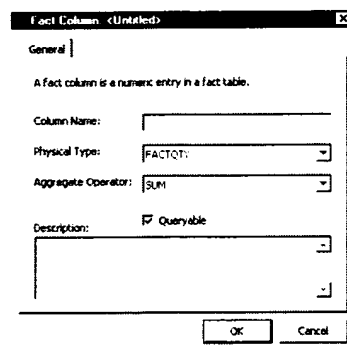 Fact Column <Untitled>
General
A fact column is a numeric entry in a fact table.
Column Name:
Physical Type: FACTQTY
Aggregate Operator: SUM
Queryable
Description:
OK Cancel